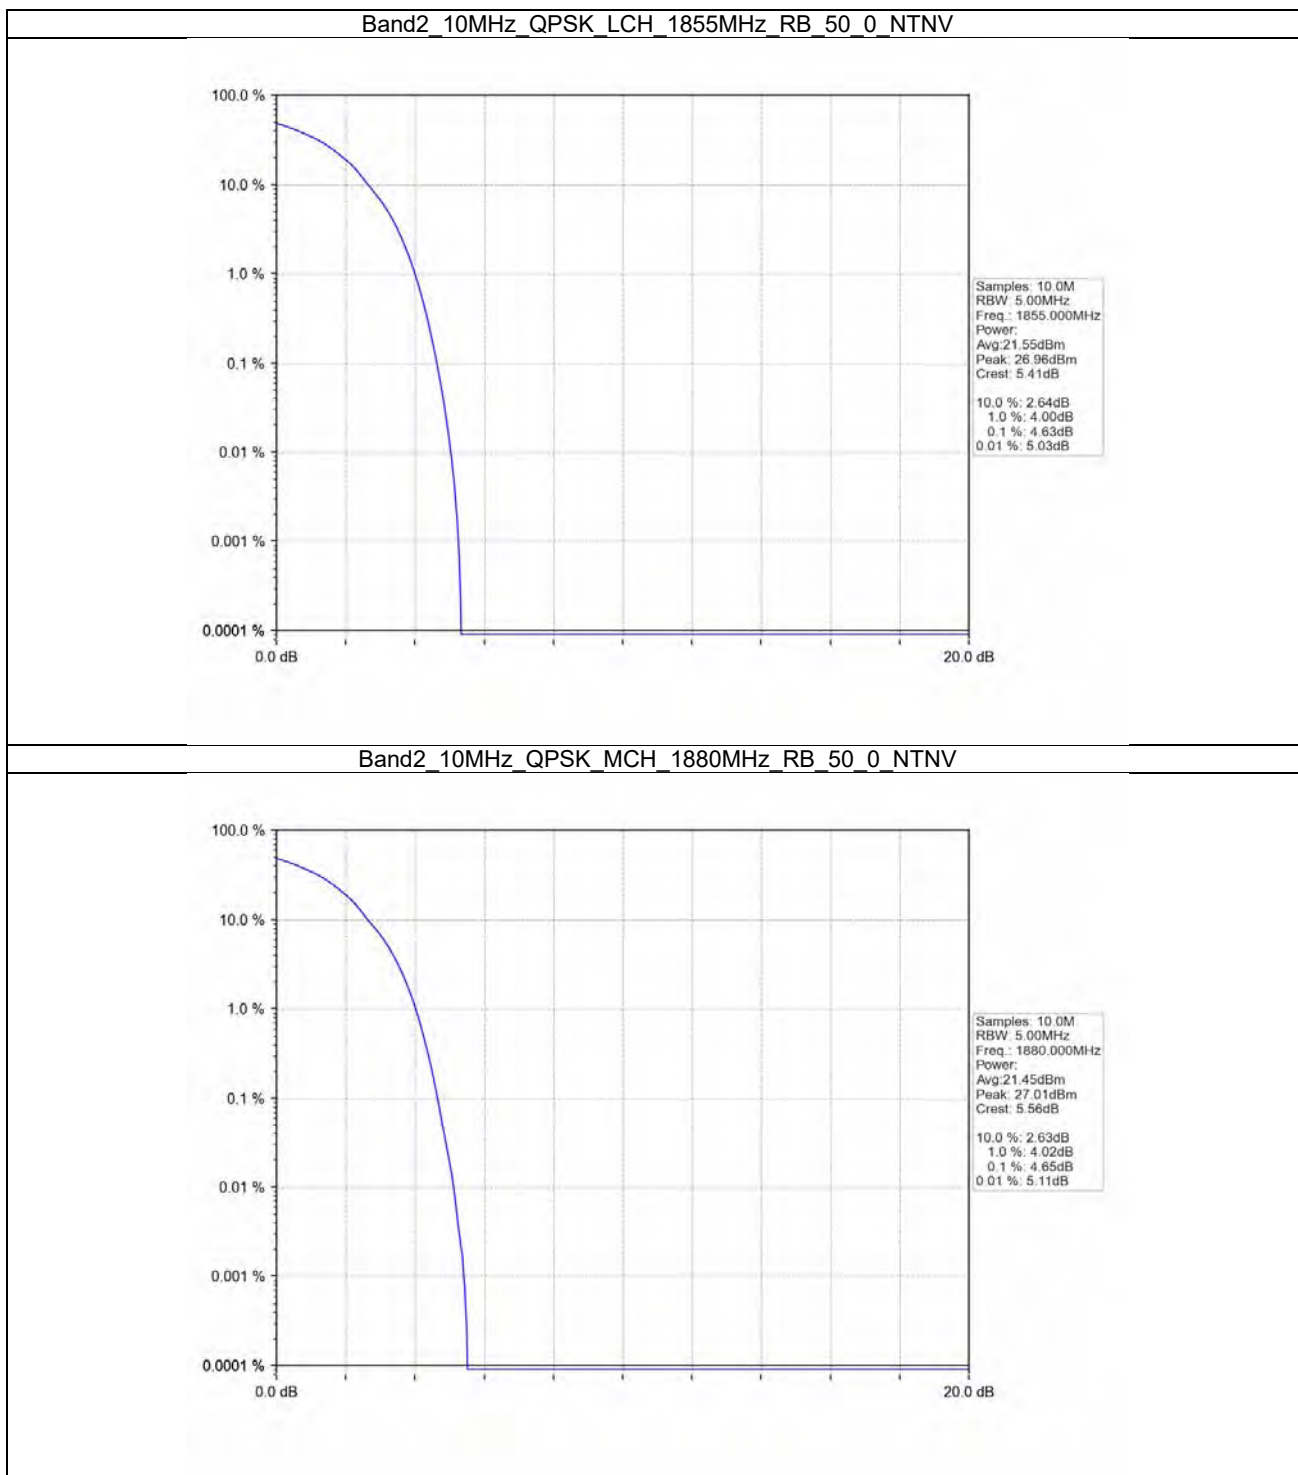 Band2_10MHz_QPSK_LCH_1855MHz_RB_50_0_NTNV
100.0 %
10.0 %
1.0 %
0.1 %
0.01 %
0.001 %
0.0001 %
0.0 dB
20.0 dB
Samples: 10.0M
RBW: 5.00MHz
Freq.: 1855.000MHz
Power:
Avg:21.55dBm
Peak: 26.96dBm
Crest: 5.41dB
10.0 %: 2.64dB
1.0 %: 4.00dB
0.1 %: 4.63dB
0.01 %: 5.03dB
Band2_10MHz_QPSK_MCH_1880MHz_RB_50_0_NTNV
100.0 %
10.0 %
1.0 %
0.1 %
0.01 %
0.001 %
0.0001 %
0.0 dB
20.0 dB
Samples: 10.0M
RBW: 5.00MHz
Freq.: 1880.000MHz
Power:
Avg:21.45dBm
Peak: 27.01dBm
Crest: 5.56dB
10.0 %: 2.63dB
1.0 %: 4.02dB
0.1 %: 4.65dB
0.01 %: 5.11dB